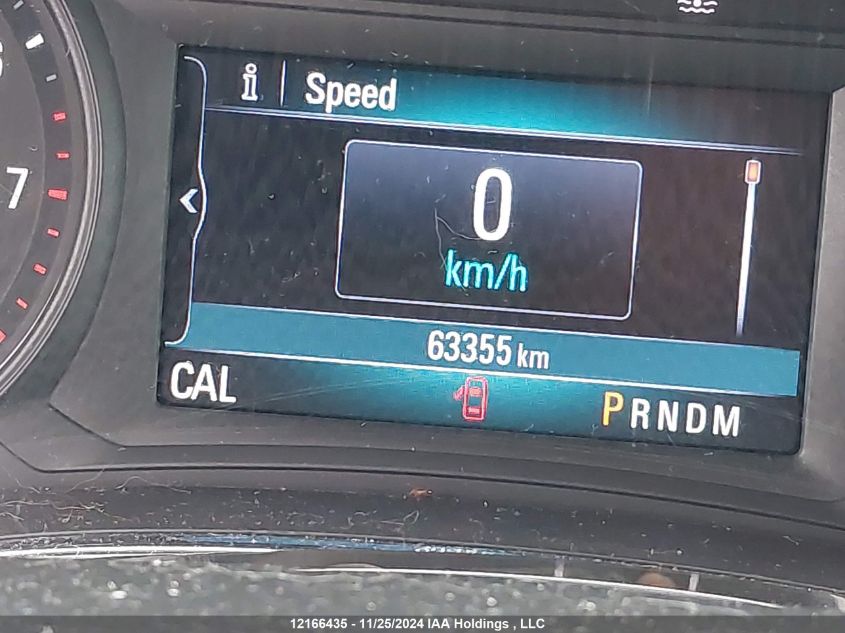 7
i Speed
0
km/h
63355 km
CAL
PRNDM
12166435 - 11/25/2024 IAA Holdings , LLC